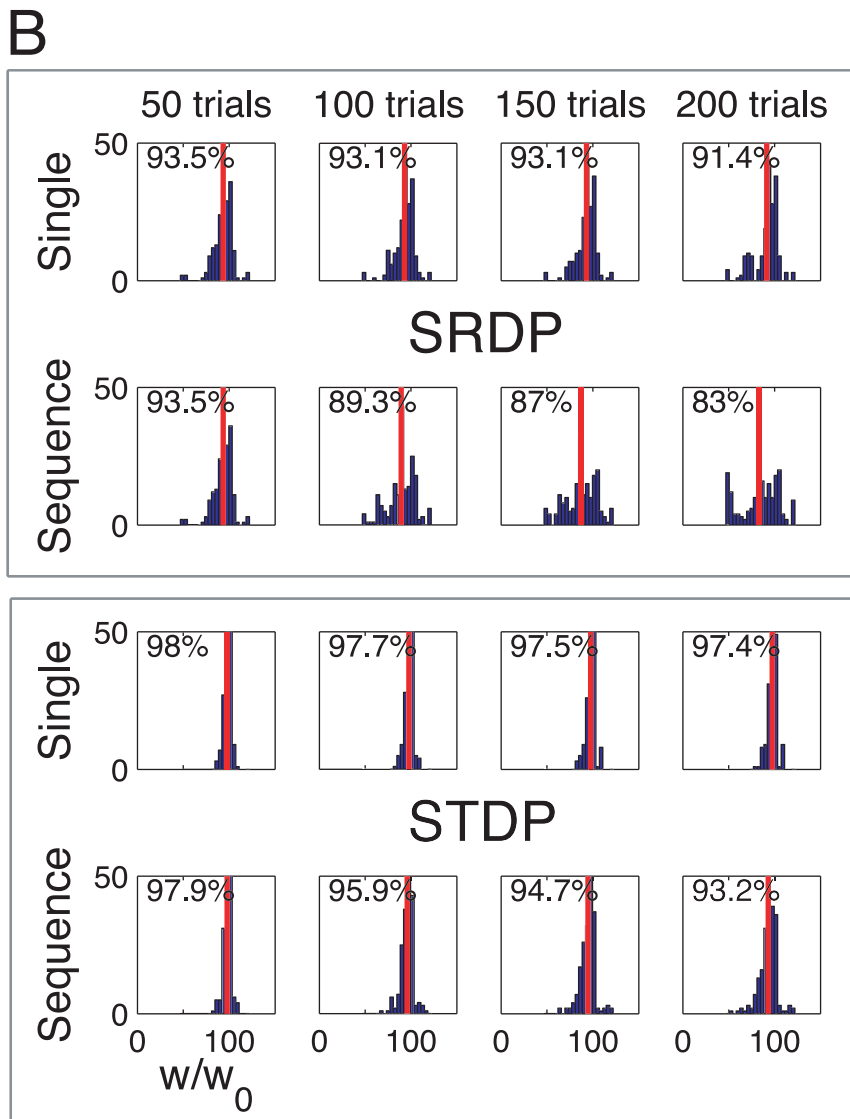 B
50 trials 100 trials 150 trials 200 trials
Single
50
0
93.5% 93.1% 93.1% 91.4%
SRDP
Sequence
50
0
93.5% 89.3% 87% 83%
Single
50
0
98% 97.7% 97.5% 97.4%
STDP
Sequence
50
0
97.9% 95.9% 94.7% 93.2%
0 100 0 100 0 100 0 100
w/w0